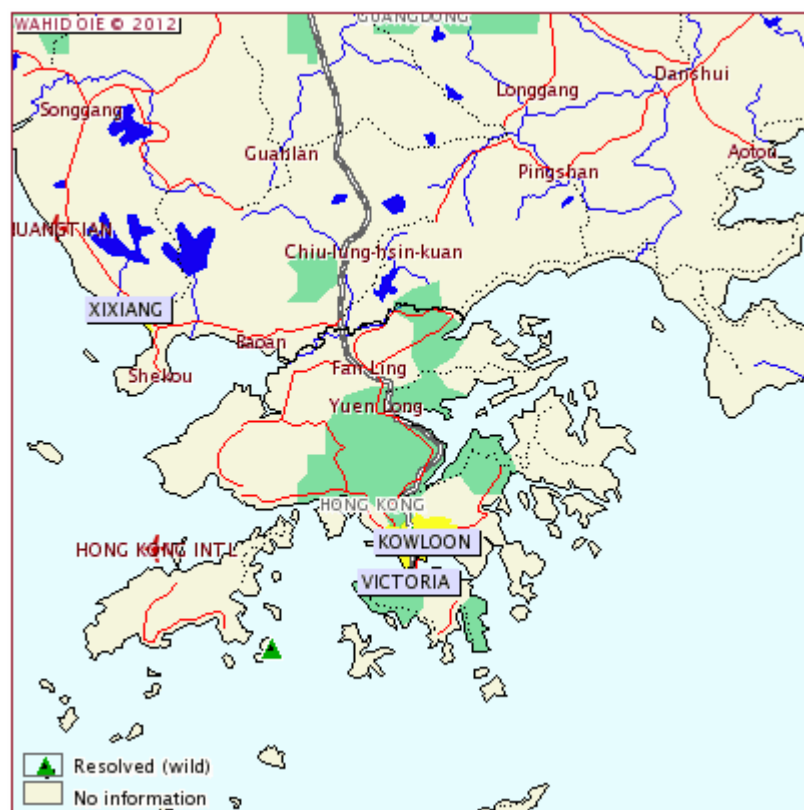 WAHID OIE © 2012
GUANGDONG
Danshui
Songgang
Longgang
Guanlan
Aotou
Pingshan
HUANGTIAN
Chiu-lung-hsin-kuan
XIXIANG
Baoan
Shekou
Fan Ling
Yuen Long
HONG KONG
KOWLOON
HONG KONG INT'L
VICTORIA
Resolved (wild)
No information